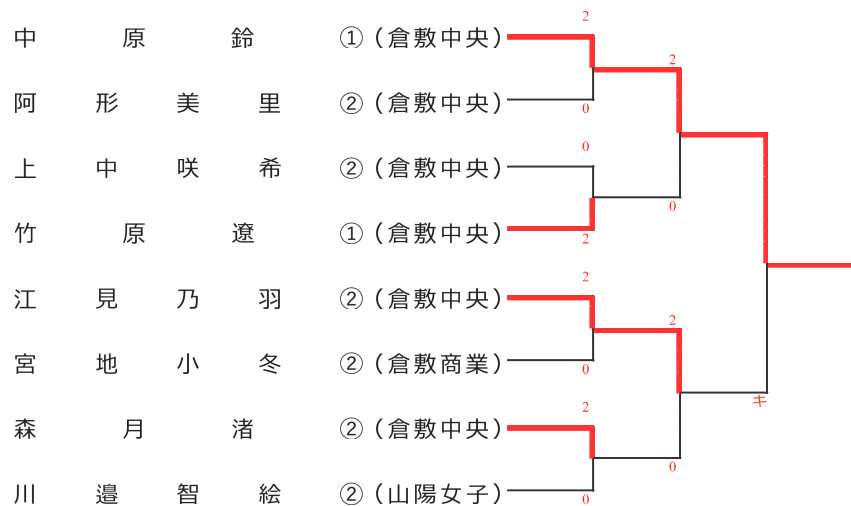 2
中原鈴 ①（倉敷中央）
2
阿形美里 ②（倉敷中央）
0
0
上中咲希 ②（倉敷中央）
0
竹原遼 ①（倉敷中央）
2
2
江見乃羽 ②（倉敷中央）
2
宮地小冬 ②（倉敷商業）
0
キ
2
森月渚 ②（倉敷中央）
0
川邉智絵 ②（山陽女子）
0